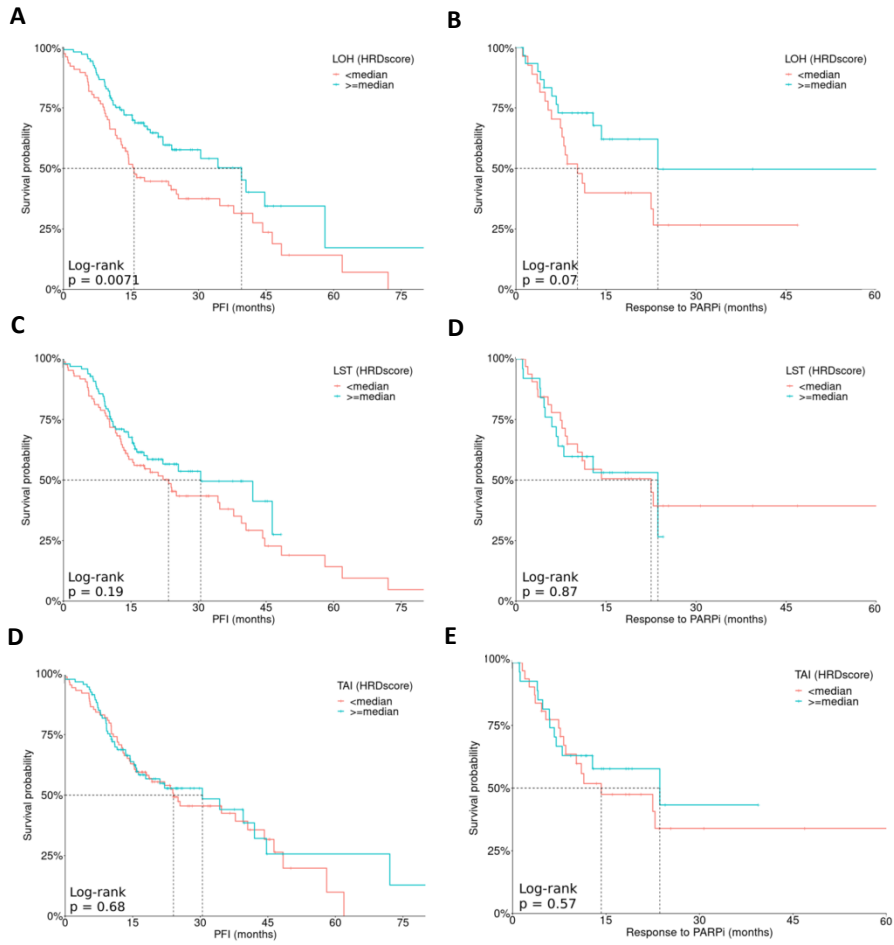 A
100%
75%
50%
25%
0%
Survival probability
LOH (HRDscore)
<median
>=median
Log-rank
p = 0.0071
0 15 30 45 60 75
PFI (months)
B
100%
75%
50%
25%
0%
Survival probability
LOH (HRDscore)
<median
>=median
Log-rank
p = 0.07
0 15 30 45 60
Response to PARPi (months)
C
100%
75%
50%
25%
0%
Survival probability
LST (HRDscore)
<median
>=median
Log-rank
p = 0.19
0 15 30 45 60 75
PFI (months)
D
100%
75%
50%
25%
0%
Survival probability
LST (HRDscore)
<median
>=median
Log-rank
p = 0.87
0 15 30 45 60
Response to PARPi (months)
D
100%
75%
50%
25%
0%
Survival probability
TAI (HRDscore)
<median
>=median
Log-rank
p = 0.68
0 15 30 45 60 75
PFI (months)
E
100%
75%
50%
25%
0%
Survival probability
TAI (HRDscore)
<median
>=median
Log-rank
p = 0.57
0 15 30 45 60
Response to PARPi (months)